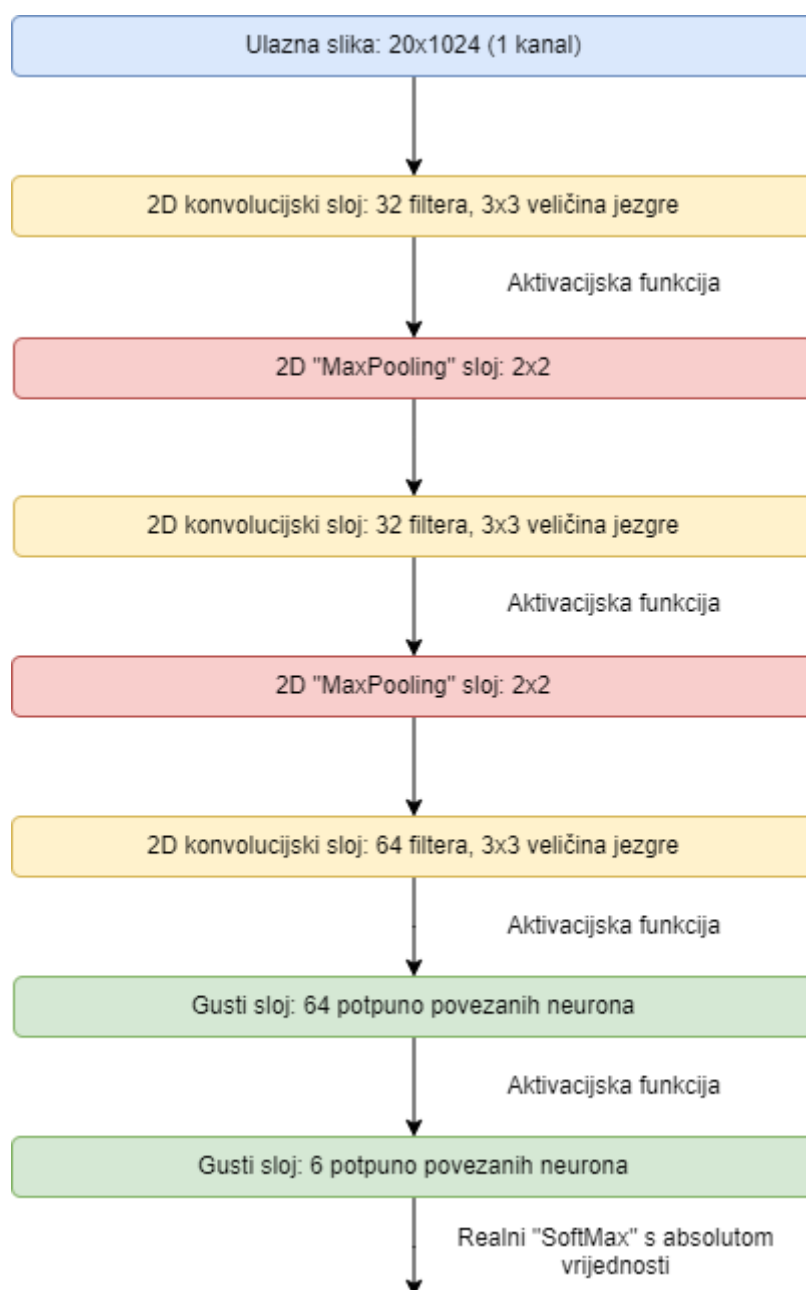 Ulazna slika: 20x1024 (1 kanal)
2D konvolucijski sloj: 32 filtera, 3x3 veličina jezgre
Aktivacijska funkcija
2D "MaxPooling" sloj: 2x2
2D konvolucijski sloj: 32 filtera, 3x3 veličina jezgre
Aktivacijska funkcija
2D "MaxPooling" sloj: 2x2
2D konvolucijski sloj: 64 filtera, 3x3 veličina jezgre
Aktivacijska funkcija
Gusti sloj: 64 potpuno povezanih neurona
Aktivacijska funkcija
Gusti sloj: 6 potpuno povezanih neurona
Realni "SoftMax" s absolutom
vrijednosti